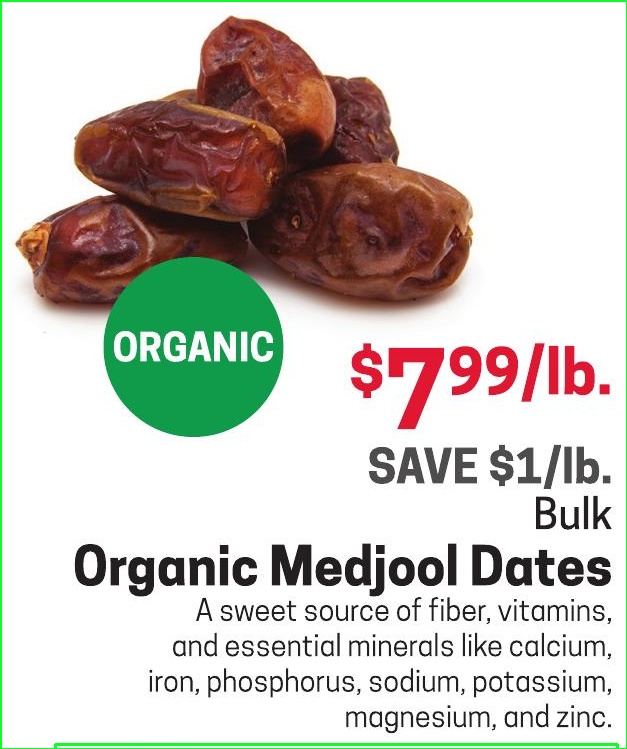 ORGANIC
$7.99/lb.
SAVE $1/lb.
Bulk
Organic Medjool Dates
A sweet source of fiber, vitamins,
and essential minerals like calcium,
iron, phosphorus, sodium, potassium,
magnesium, and zinc.